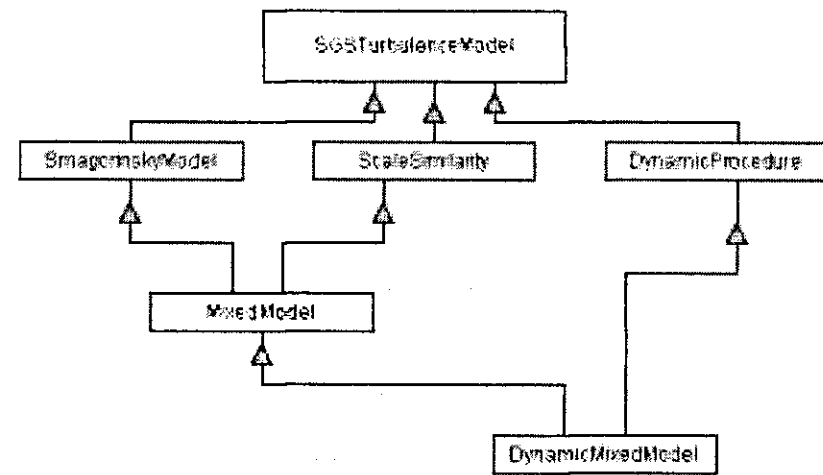 SGSTurbulenceModel
SmagorinskyModel
ScaleSimilarity
DynamicProcedure
MixedModel
DynamicMixedModel